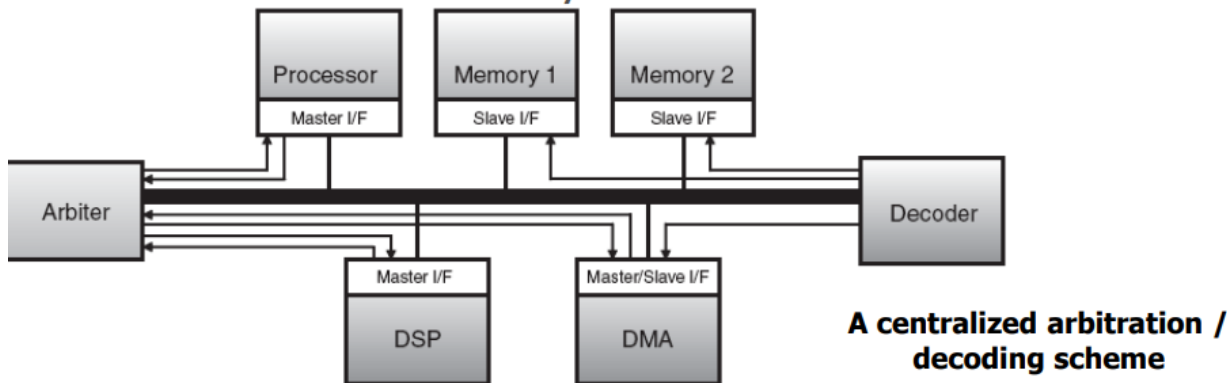 Processor
Memory 1
Memory 2
Master I/F
Slave I/F
Slave I/F
Arbiter
Decoder
Master I/F
Master/Slave I/F
DSP
DMA
A centralized arbitration /
decoding scheme